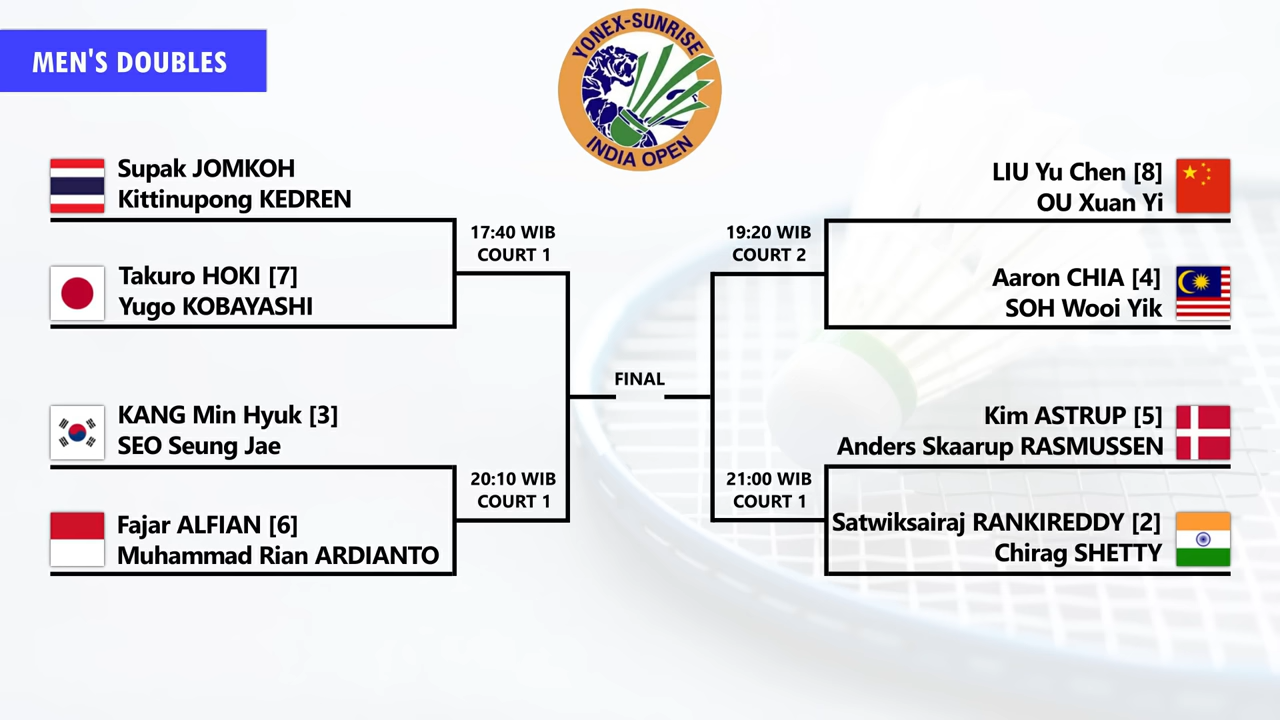 MEN'S DOUBLES
YONEX-SUNRISE
INDIA OPEN
Supak JOMKOH
Kittinupong KEDREN
Takuro HOKI [7]
Yugo KOBAYASHI
17:40 WIB
COURT 1
KANG Min Hyuk [3]
SEO Seung Jae
Fajar ALFIAN [6]
Muhammad Rian ARDIANTO
20:10 WIB
COURT 1
FINAL
LIU Yu Chen [8]
OU Xuan Yi
Aaron CHIA [4]
SOH Wooi Yik
19:20 WIB
COURT 2
Kim ASTRUP [5]
Anders Skaarup RASMUSSEN
Satwiksairaj RANKIREDDY [2]
Chirag SHETTY
21:00 WIB
COURT 1